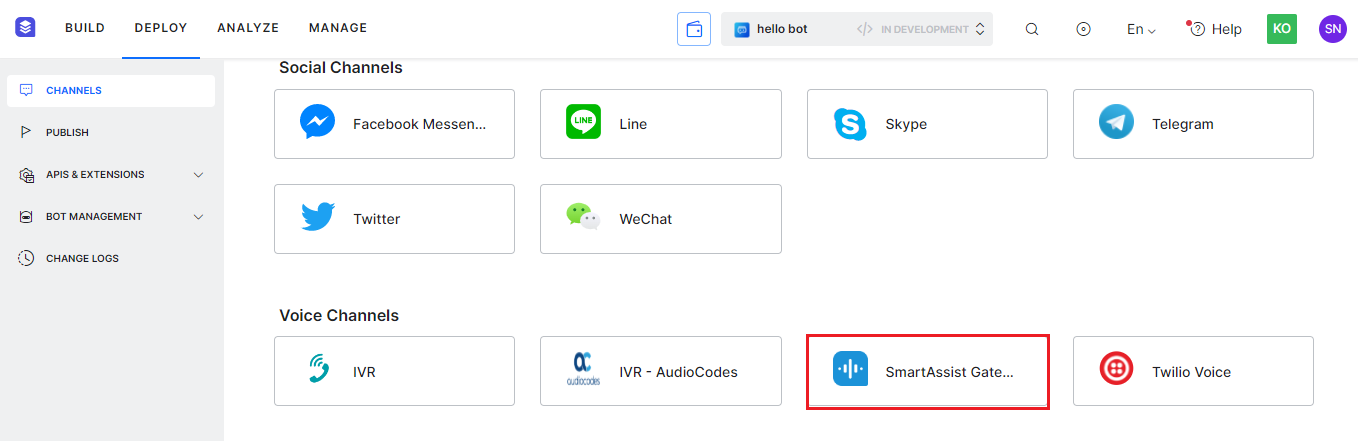 BUILD DEPLOY ANALYZE MANAGE hello bot </> IN DEVELOPMENT En Help KO SN
CHANNELS
PUBLISH
APIS & EXTENSIONS
BOT MANAGEMENT
CHANGE LOGS
Social Channels
Facebook Messen... LINE Line Skype Telegram
Twitter WeChat
Voice Channels
IVR audiocodes IVR - AudioCodes SmartAssist Gate... Twilio Voice